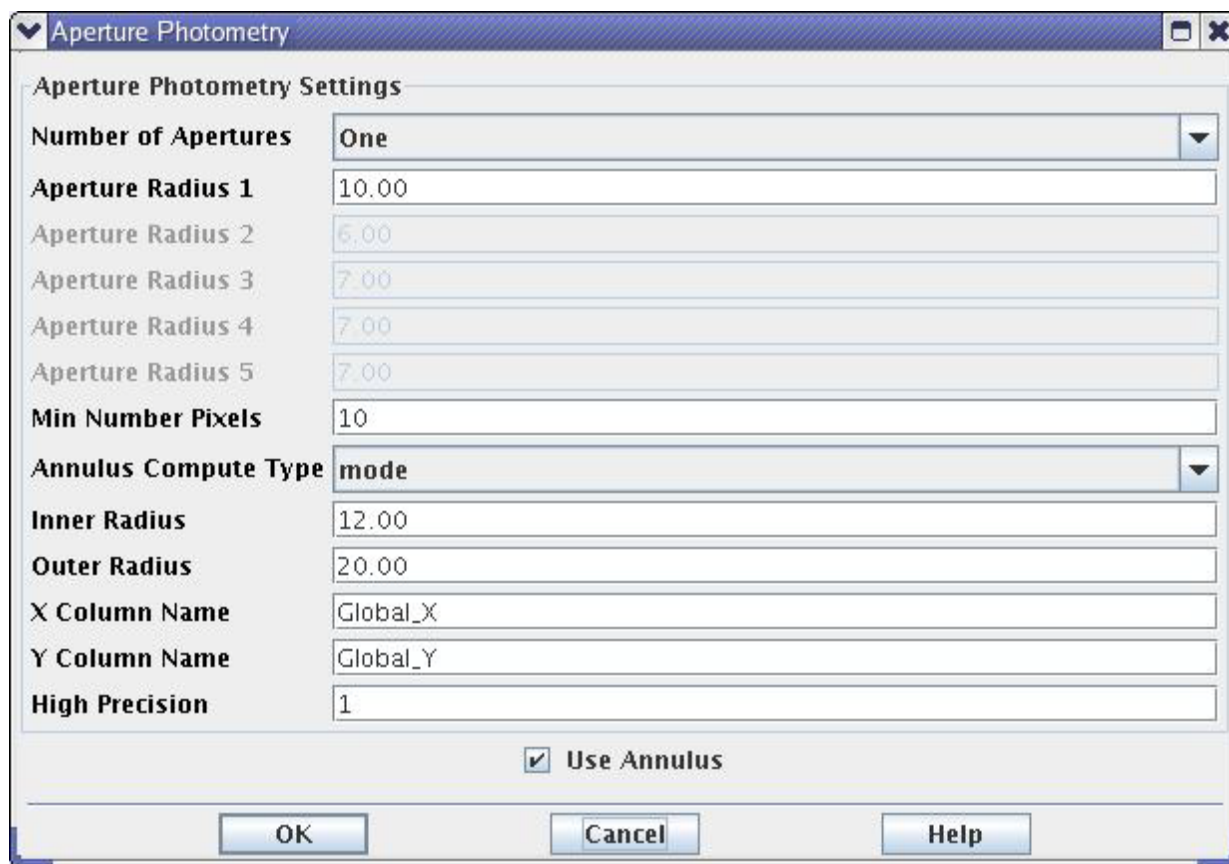 Aperture Photometry
Aperture Photometry Settings
Number of Apertures One
Aperture Radius 1 10.00
Aperture Radius 2 6.00
Aperture Radius 3 7.00
Aperture Radius 4 7.00
Aperture Radius 5 7.00
Min Number Pixels 10
Annulus Compute Type mode
Inner Radius 12.00
Outer Radius 20.00
X Column Name Global_X
Y Column Name Global_Y
High Precision 1
Use Annulus
OK Cancel Help